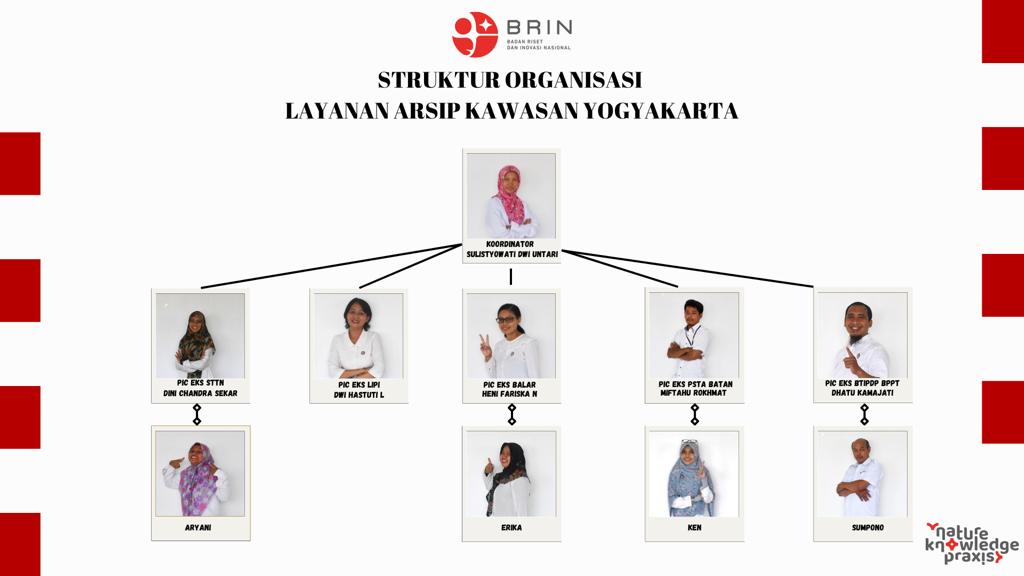 BRIN
BADAN RISET
DAN INOVASI NASIONAL
STRUKTUR ORGANISASI
LAYANAN ARSIP KAWASAN YOGYAKARTA
KOORDINATOR
SULISTYOWATI DWI UNTARI
PIC EKS STTN
DINI CHANDRA SEKAR
PIC EKS LIPI
DWI HASTUTI L
PIC EKS BALAR
HENI FARISKA N
PIC EKS PSTA BATAN
MIFTAHU ROKHMAT
PIC EKS BTIPDP BPPT
DHATU KAMAJATI
ARYANI
ERIKA
KEN
SUMPONO
nature
knowledge
praxis